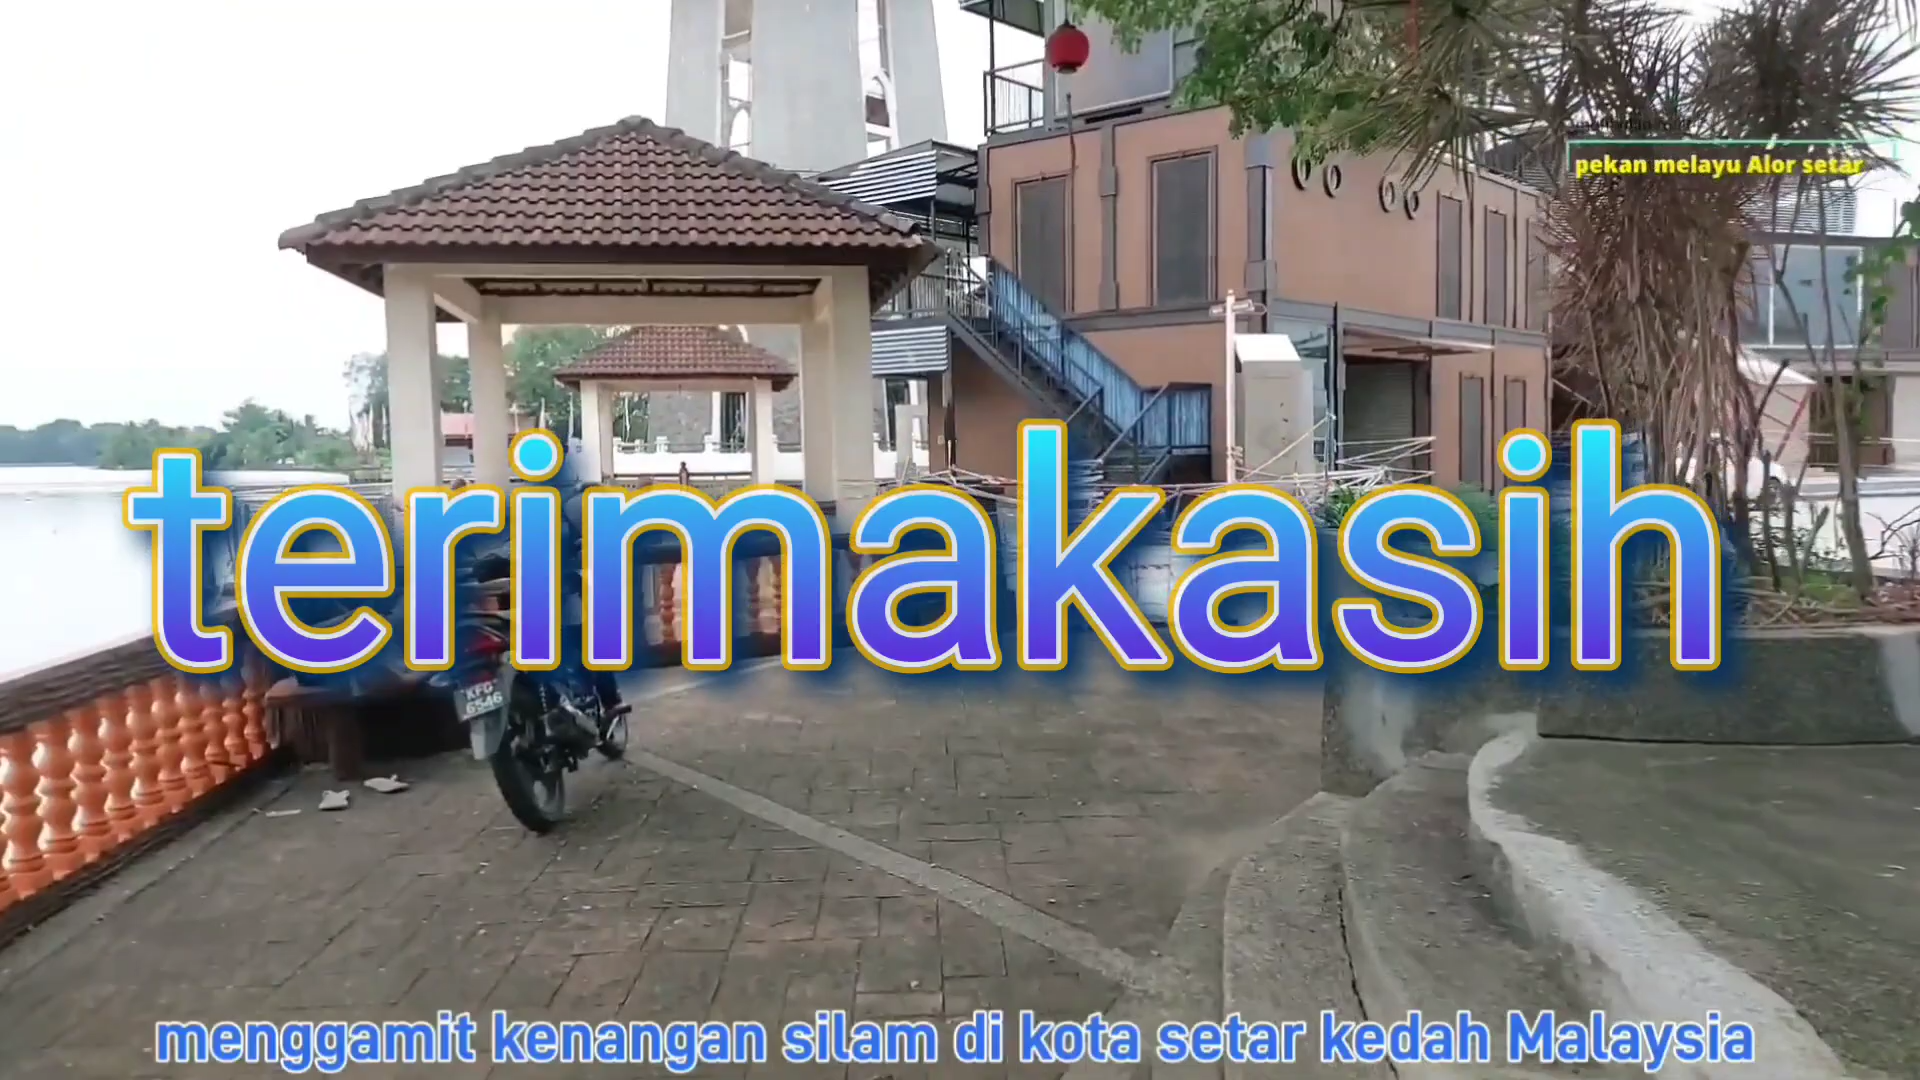 pekan melayu Alor setar
terimakasih
KFG
6546
menggamit kenangan silam di kota setar kedah Malaysia